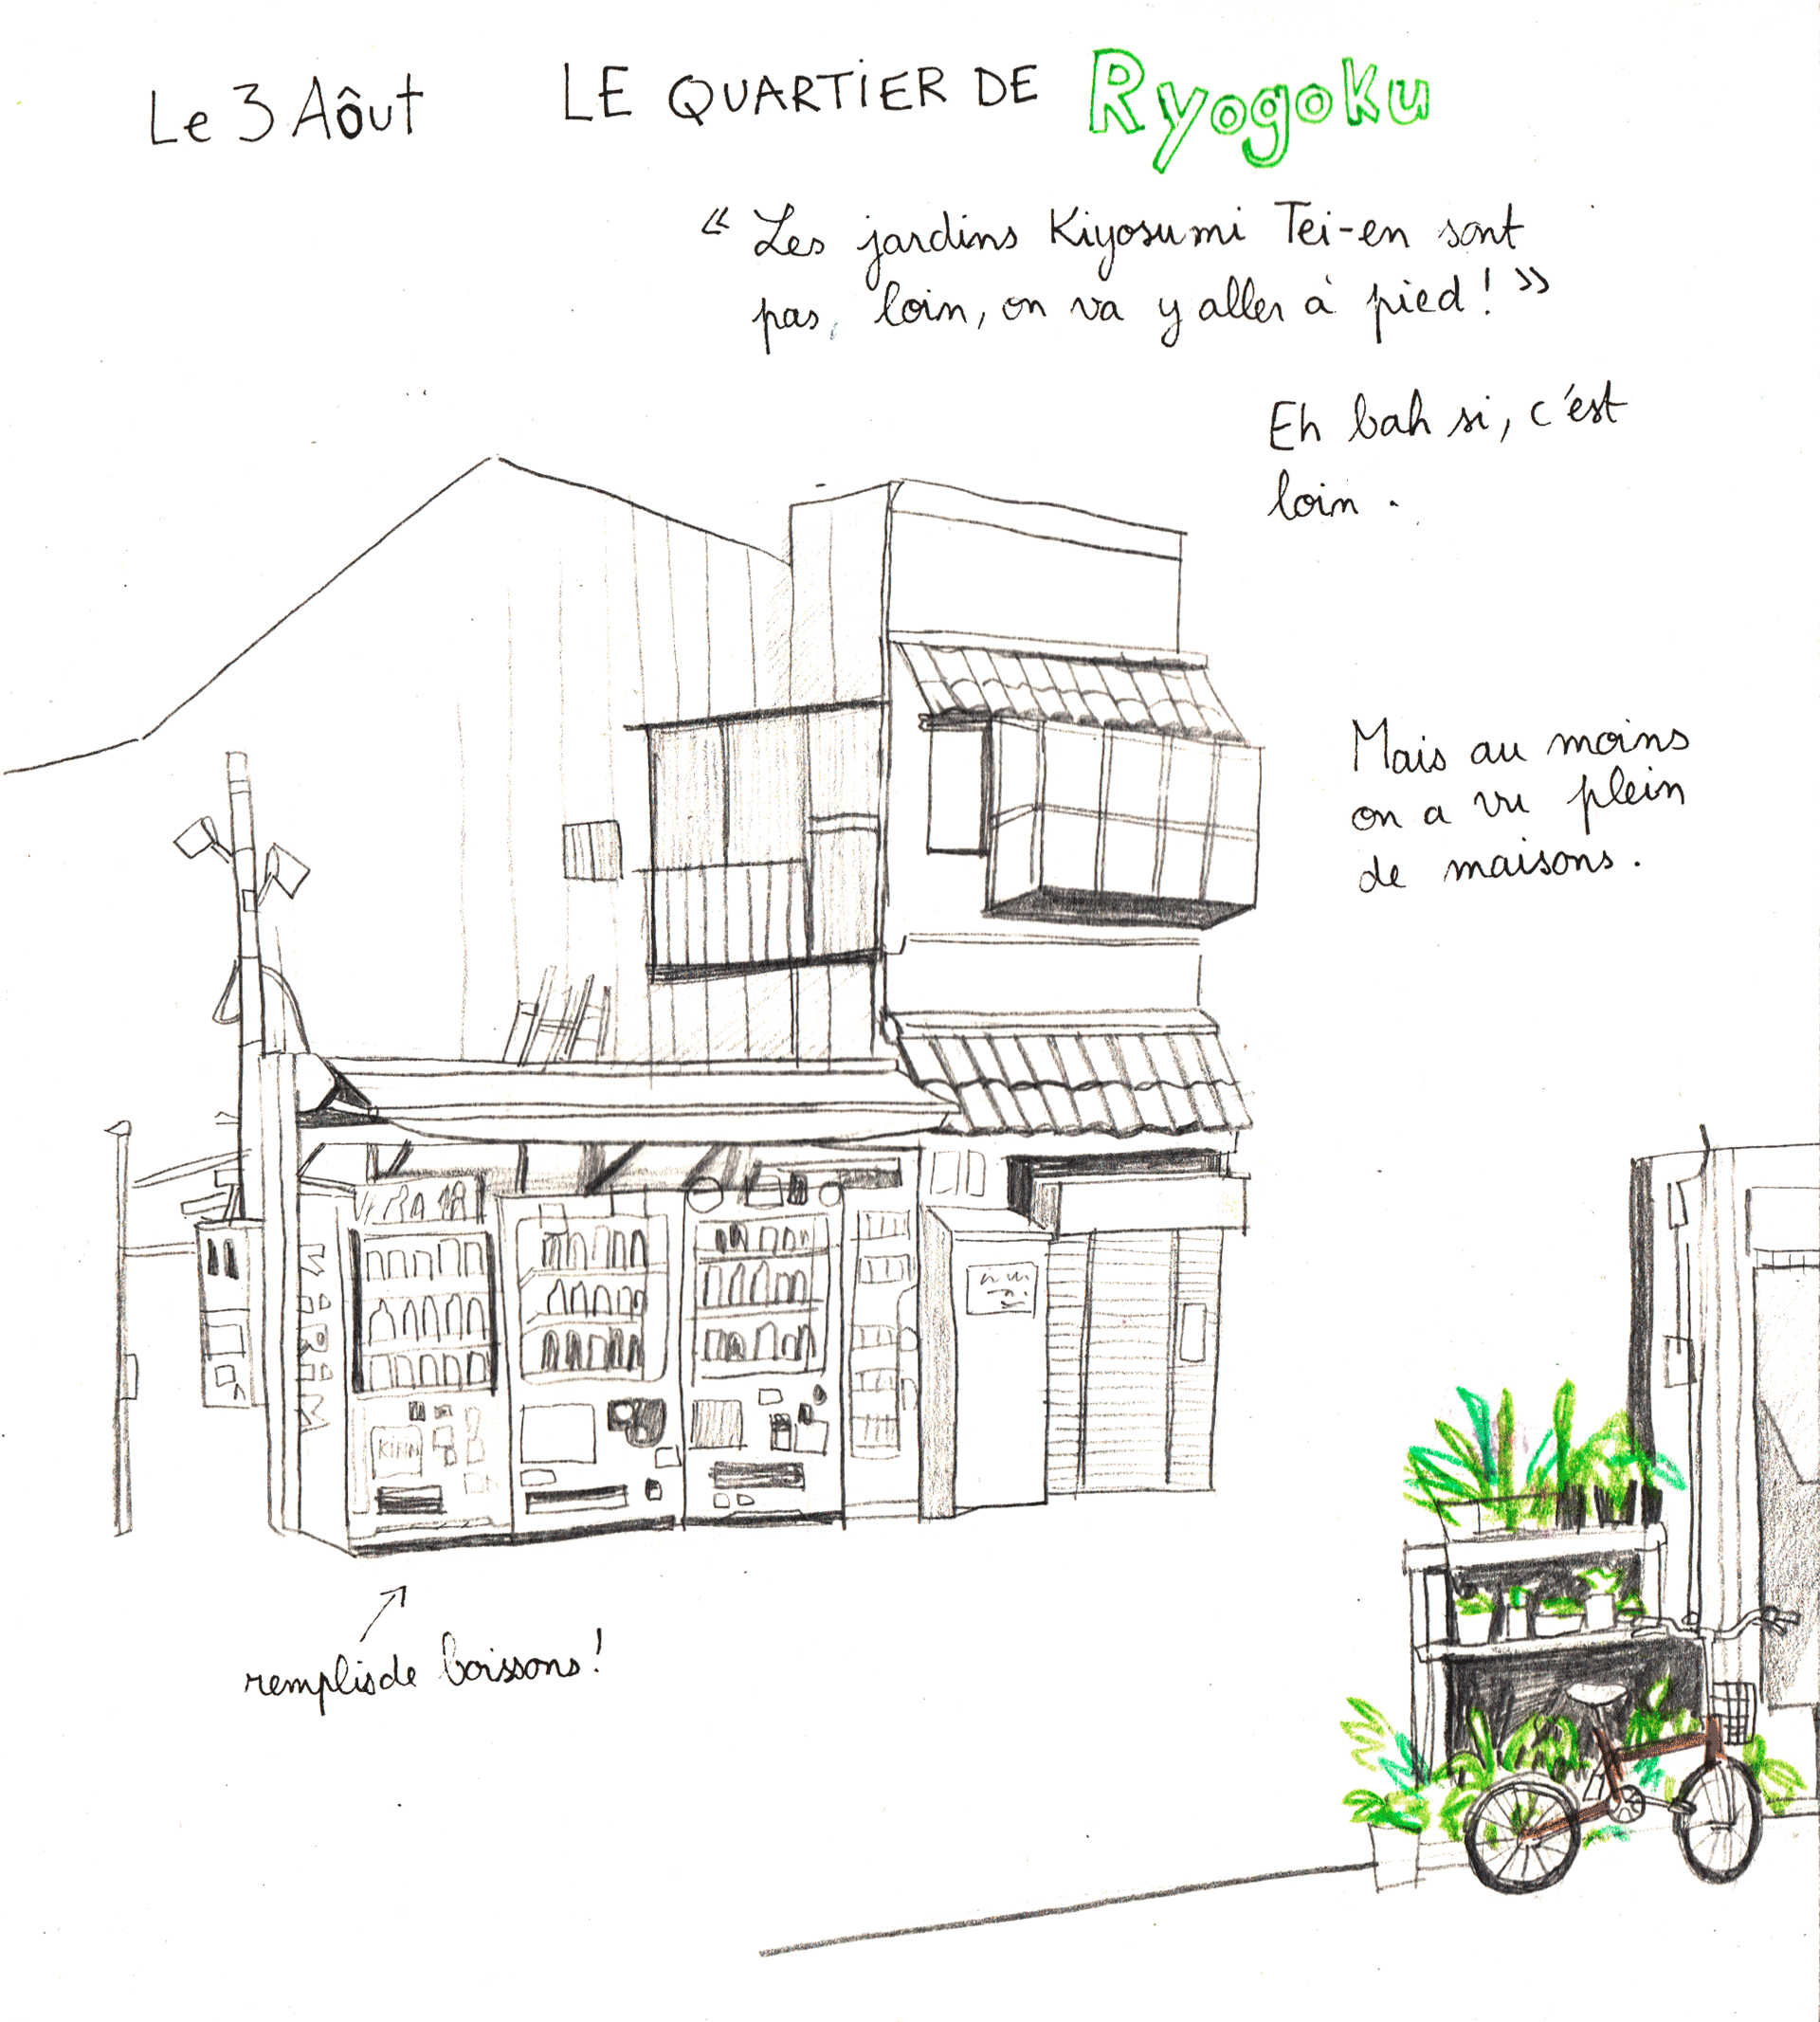 Le 3 Aôut
LE QUARTIER DE Ryogoku
« Les jardins Kiyosumi Tei-en sont
pas loin, on va y aller à pied ! »
Eh bah si, c'est
loin .
Mais au moins
on a vu plein
de maisons .
KIRIN
remplis de boissons !